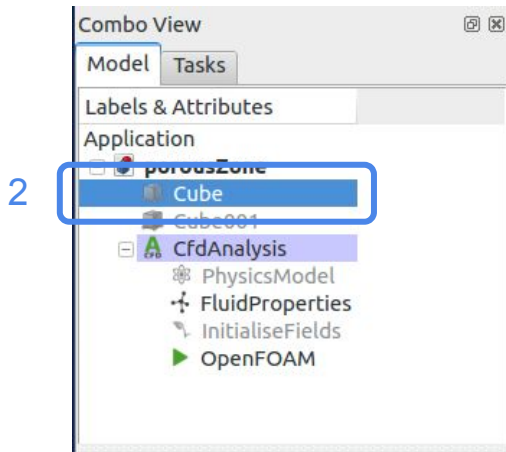 Combo View
Model Tasks
Labels & Attributes
Application
porousZone
2
Cube
Cube001
CfdAnalysis
PhysicsModel
FluidProperties
InitialiseFields
OpenFOAM